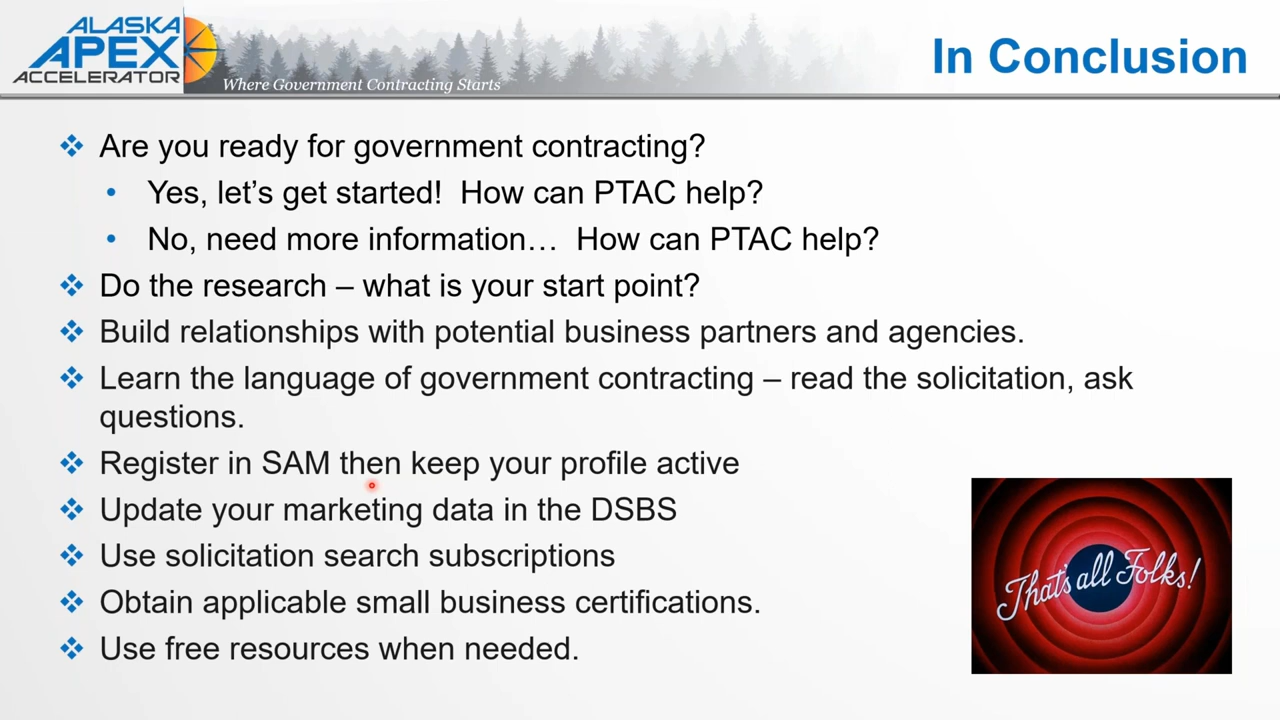 ALASKA
APEX
ACCELERATOR
Where Government Contracting Starts
In Conclusion
Are you ready for government contracting?
Yes, let’s get started!  How can PTAC help?
No, need more information…  How can PTAC help?
Do the research – what is your start point?
Build relationships with potential business partners and agencies.
Learn the language of government contracting – read the solicitation, ask
questions.
Register in SAM then keep your profile active
Update your marketing data in the DSBS
Use solicitation search subscriptions
Obtain applicable small business certifications.
Use free resources when needed.
That's all Folks!